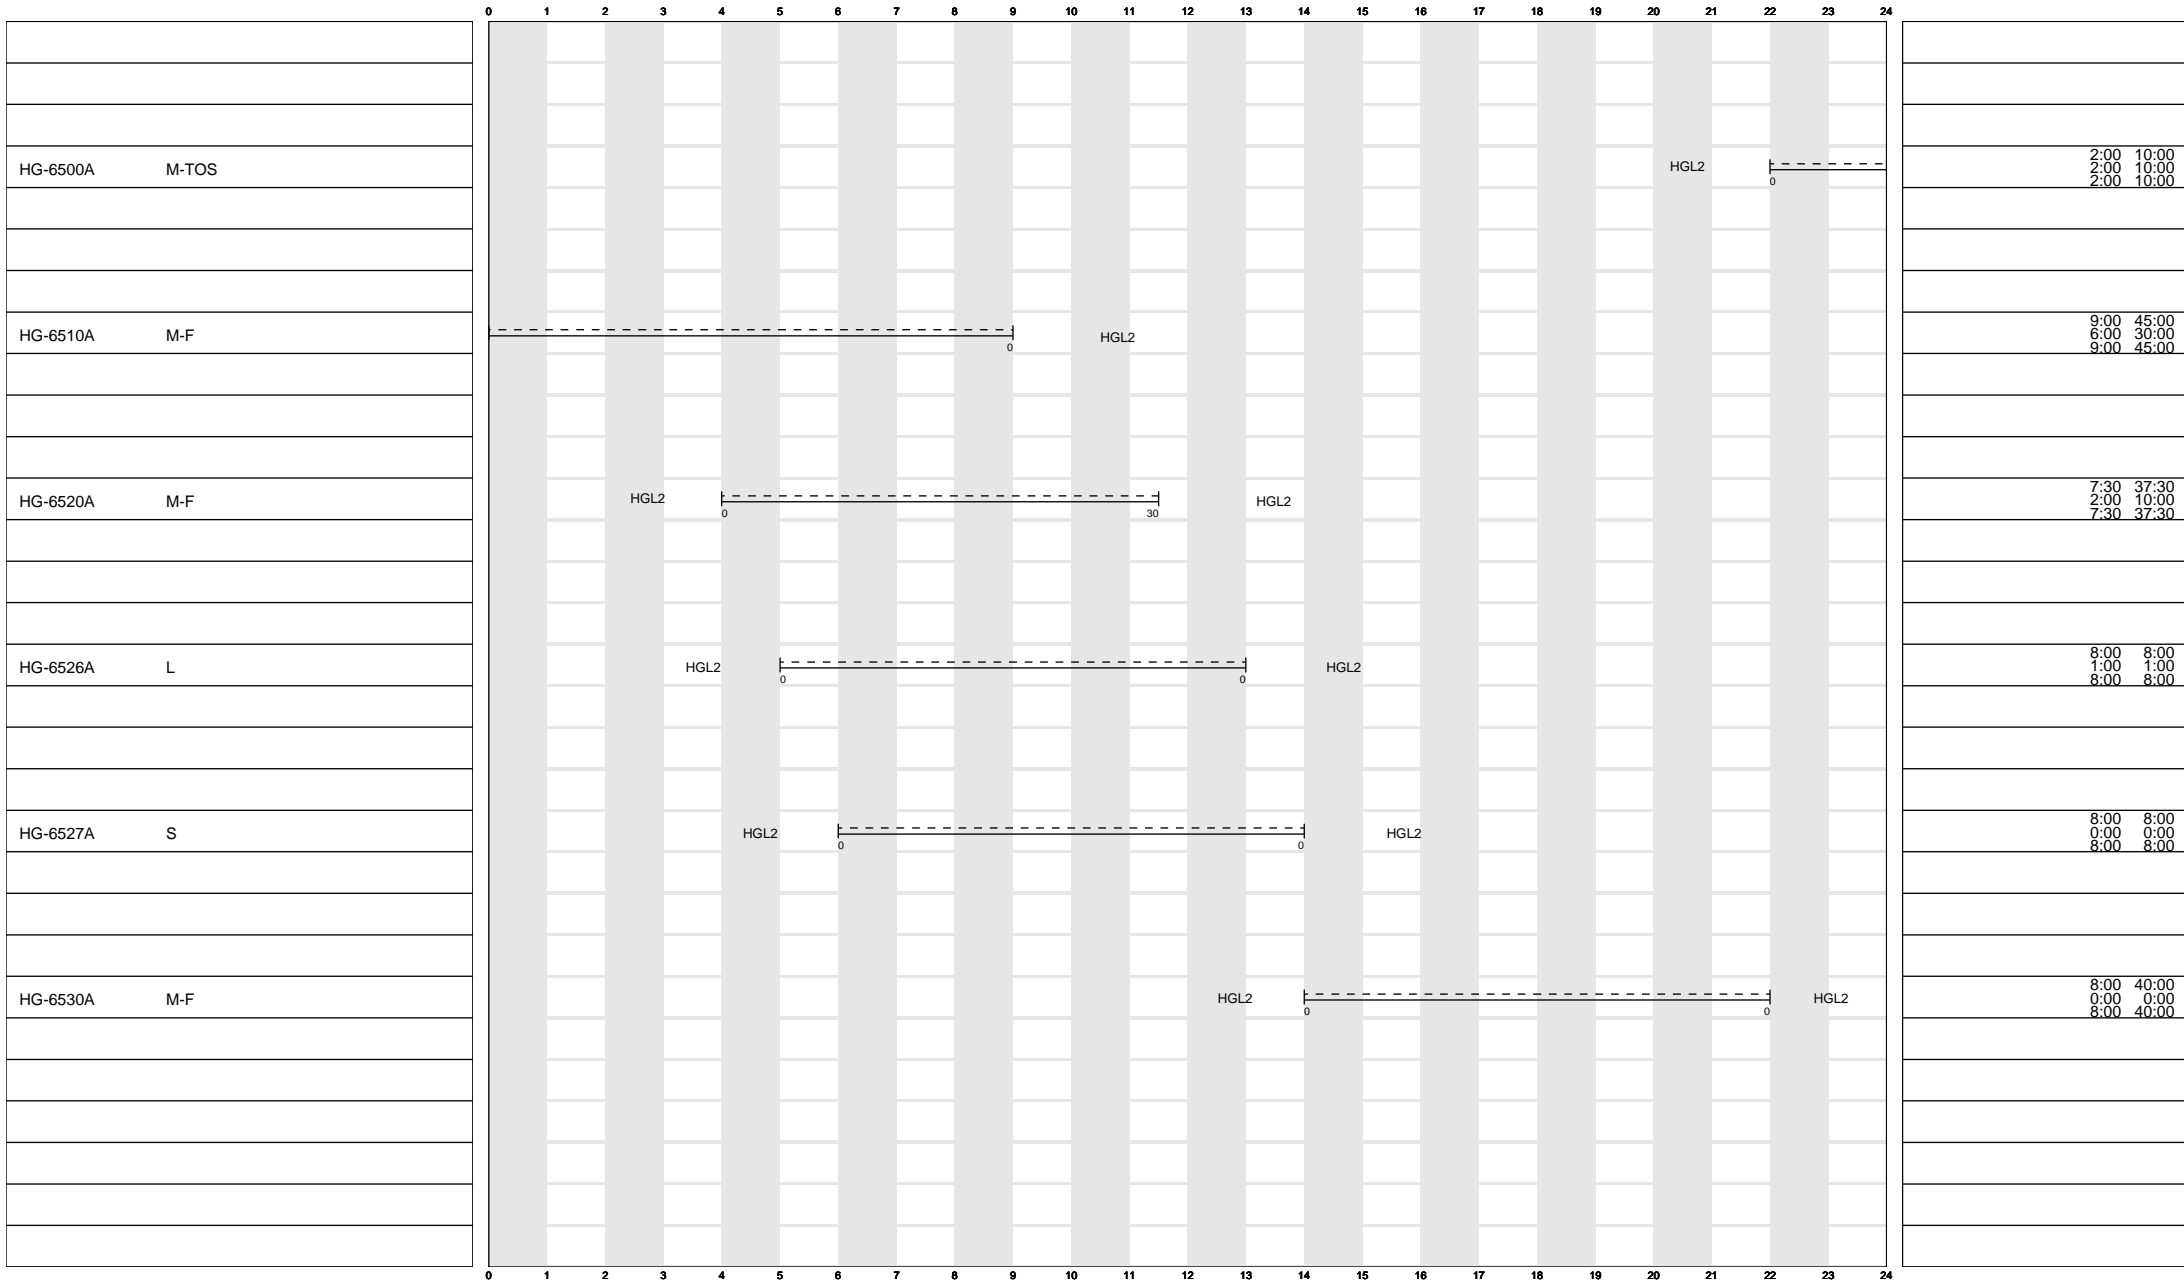 0 1 2 3 4 5 6 7 8 9 10 11 12 13 14 15 16 17 18 19 20 21 22 23 24
HG-6500A M-TOS HGL2 2:00 10:00
2:00 10:00
0 2:00 10:00
HG-6510A M-F HGL2 9:00 45:00
6:00 30:00
0 9:00 45:00
HG-6520A M-F HGL2 HGL2 7:30 37:30
2:00 10:00
0 30 7:30 37:30
HG-6526A L HGL2 HGL2 8:00 8:00
1:00 1:00
0 0 8:00 8:00
HG-6527A S HGL2 HGL2 8:00 8:00
0:00 0:00
0 0 8:00 8:00
HG-6530A M-F HGL2 HGL2 8:00 40:00
0:00 0:00
0 0 8:00 40:00
0 1 2 3 4 5 6 7 8 9 10 11 12 13 14 15 16 17 18 19 20 21 22 23 24